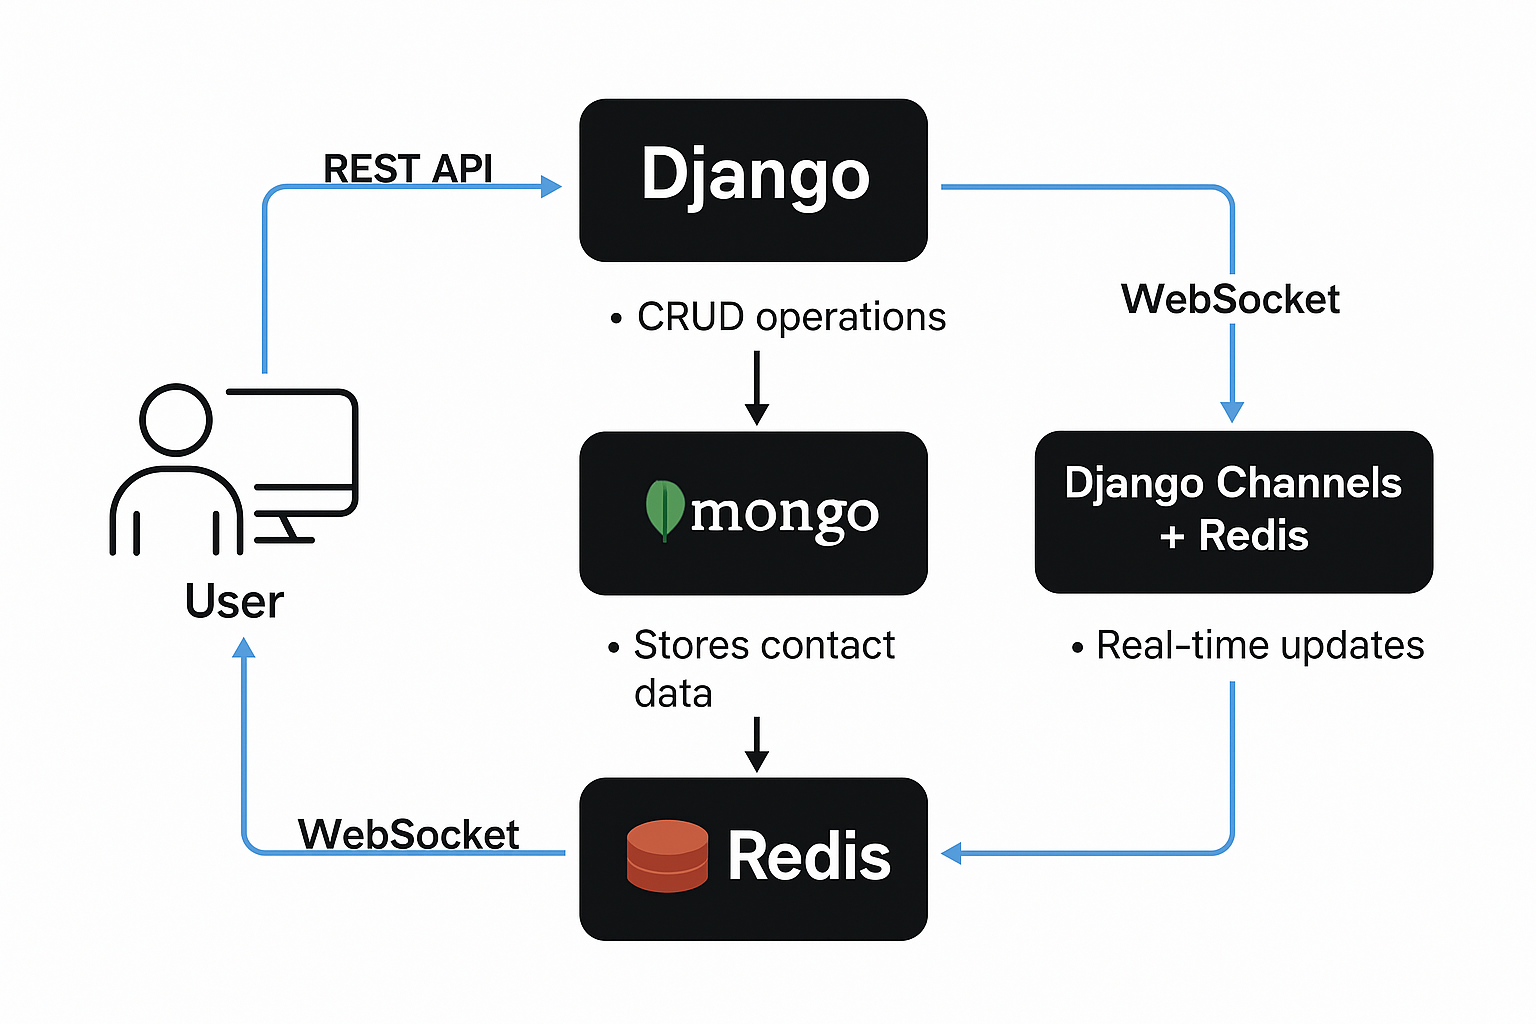 REST API
Django
• CRUD operations
WebSocket
mongo
Django Channels
+ Redis
User
• Stores contact
data
• Real-time updates
WebSocket
Redis